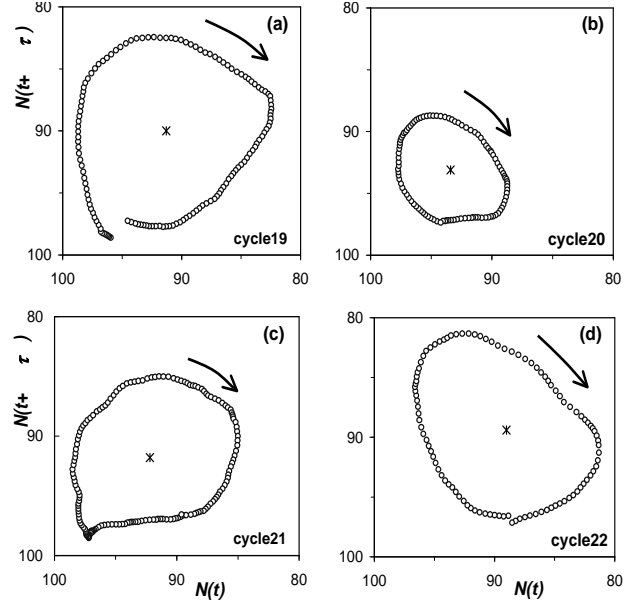 80 (a) 80 (b)
N(t+ τ)
90 90
100 cycle19 100 cycle20
100 90 80 100 90 80
80 (c) 80 (d)
N(t+ τ)
90 90
100 cycle21 100 cycle22
100 90 80 100 90 80
N(t) N(t)